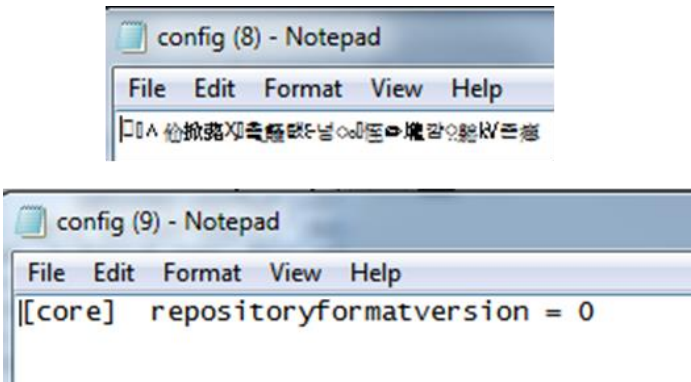 config (8) - Notepad
File Edit Format View Help
config (9) - Notepad
File Edit Format View Help
[core] repositoryformatversion = 0